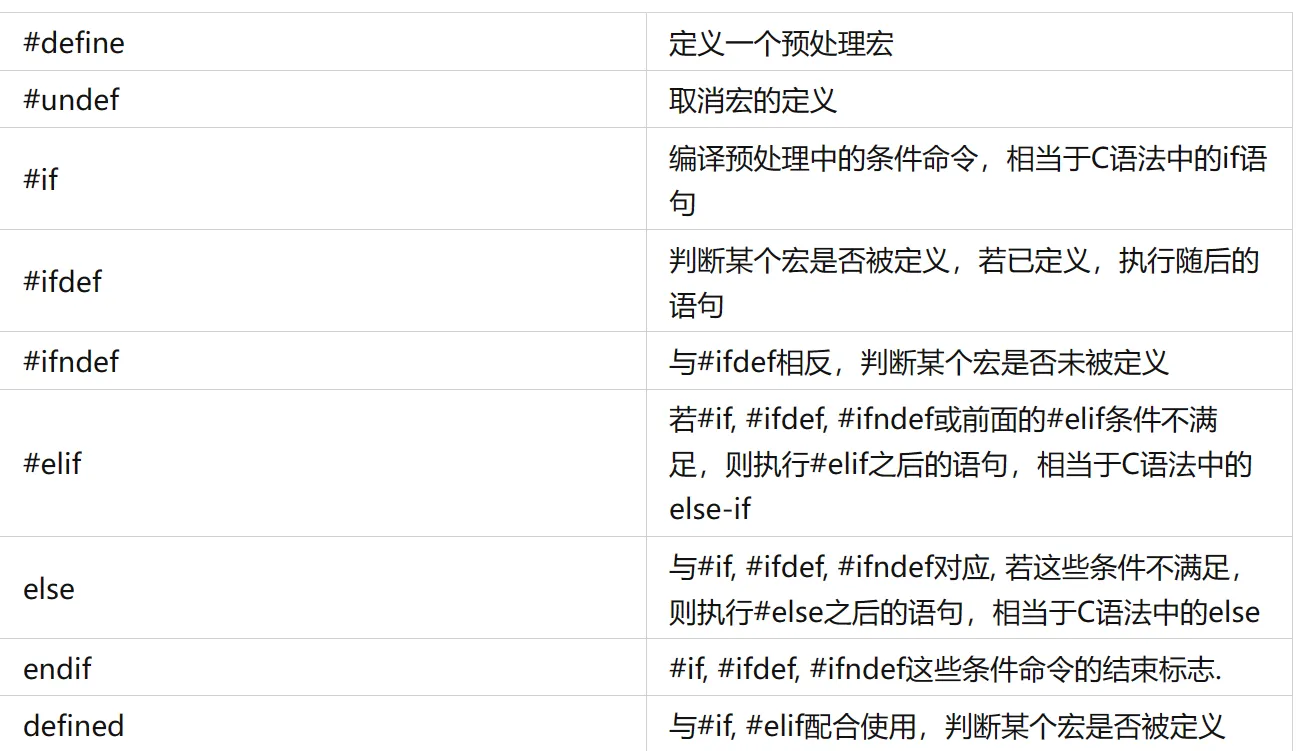 #define
定义一个预处理宏
#undef
取消宏的定义
#if
编译预处理中的条件命令，相当于C语法中的if语
句
#ifdef
判断某个宏是否被定义，若已定义，执行随后的
语句
#ifndef
与#ifdef相反，判断某个宏是否未被定义
#elif
若#if, #ifdef, #ifndef或前面的#elif条件不满
足，则执行#elif之后的语句，相当于C语法中的
else-if
else
与#if, #ifdef, #ifndef对应, 若这些条件不满足，
则执行#else之后的语句，相当于C语法中的else
endif
#if, #ifdef, #ifndef这些条件命令的结束标志.
defined
与#if, #elif配合使用，判断某个宏是否被定义